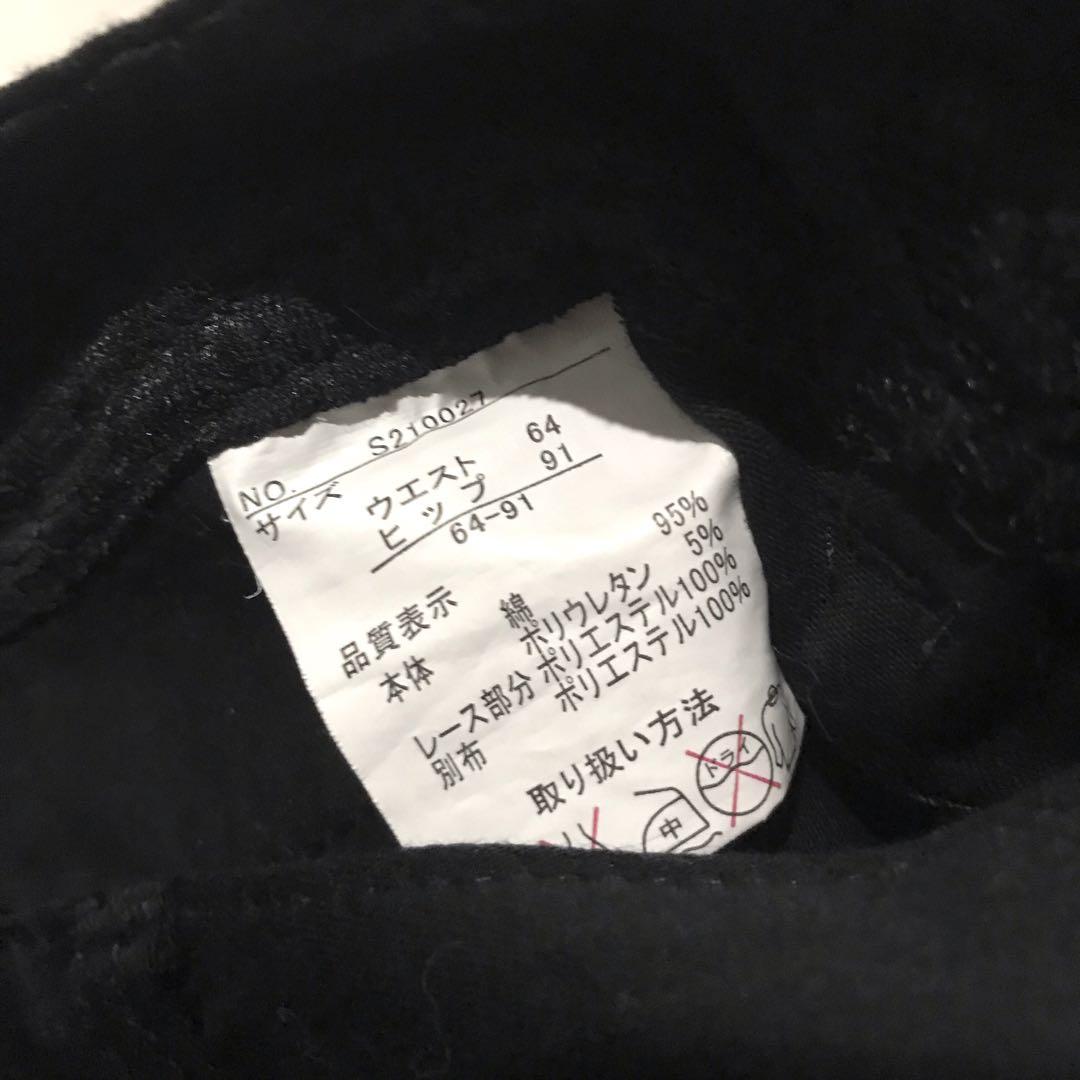 NO. S210027
サイズ ウエスト 64
ヒップ 91
64-91
品質表示
本体 綿 95%
ポリウレタン 5%
レース部分 ポリエステル100%
別布 ポリエステル100%
取り扱い方法
中 ドライ